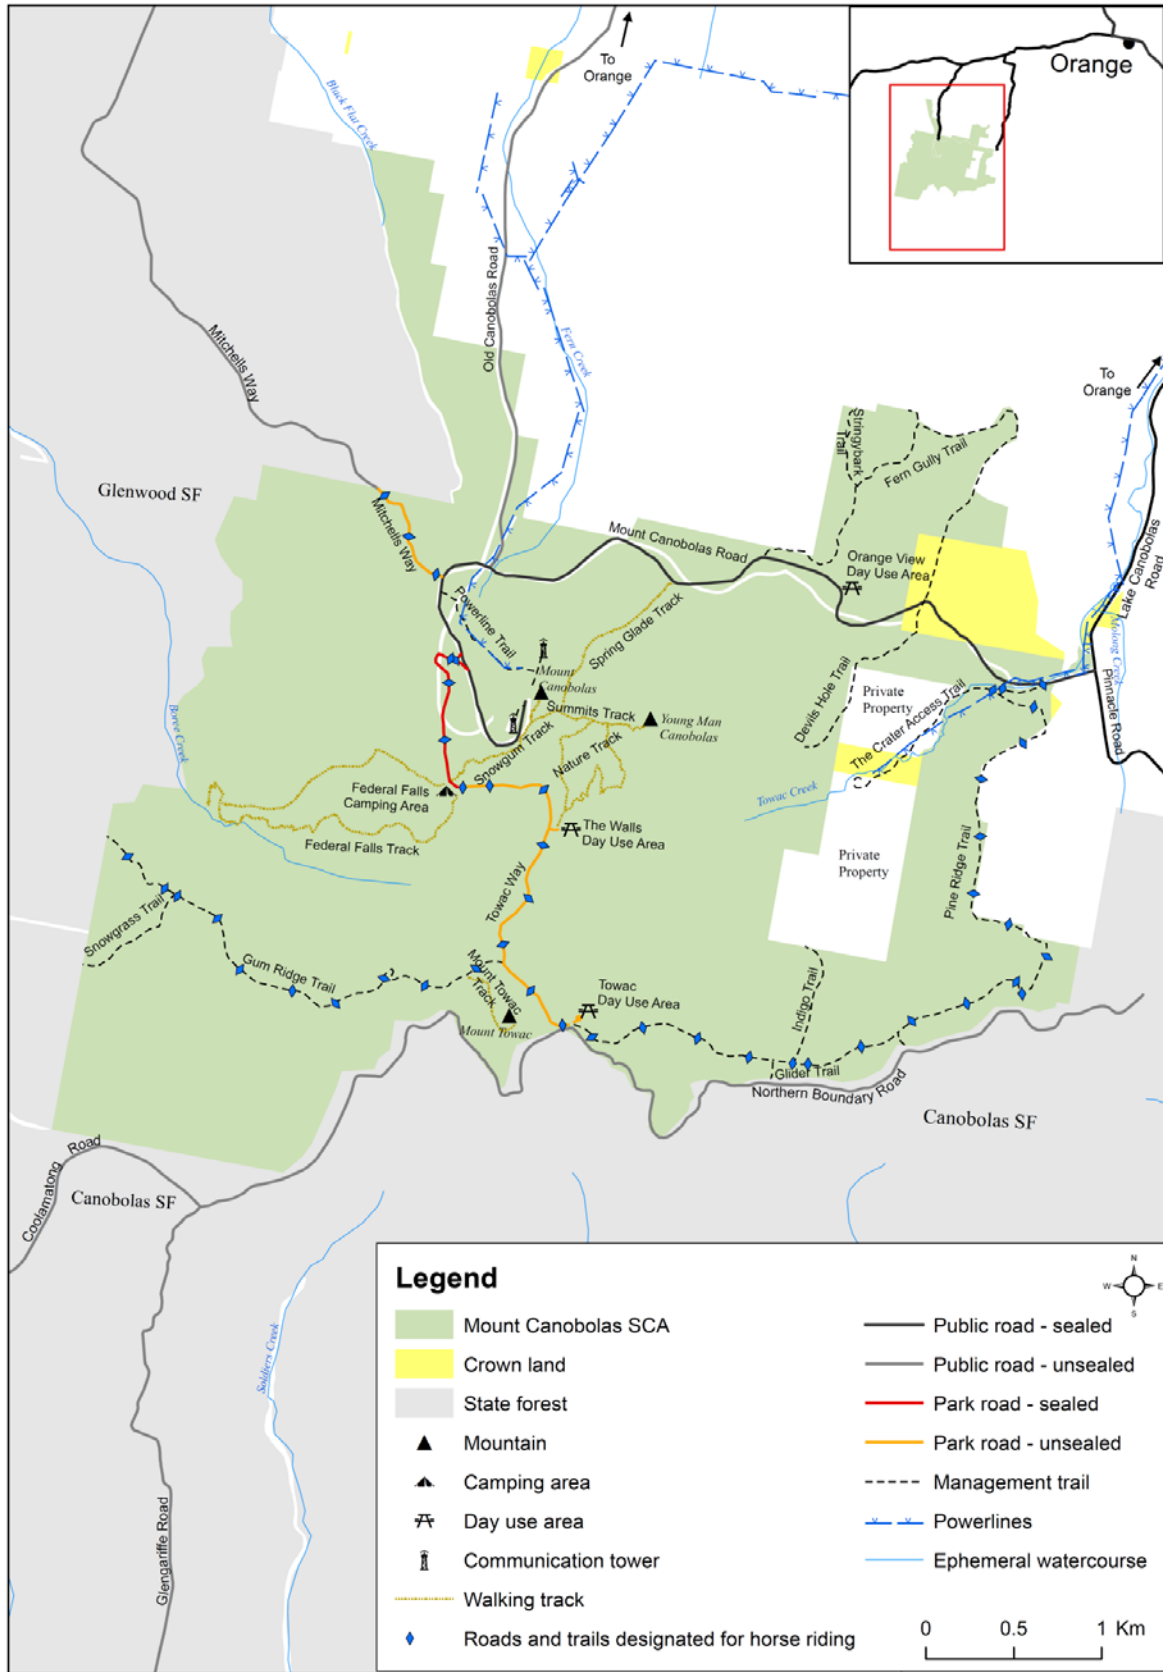 To
Orange
Orange
Black Flat Creek
Old Canobolas Road
Fern Creek
Mitchells Way
To
Orange
Glenwood SF
Mitchells Way
Stringybark
Trail
Fern Gully Trail
Mount Canobolas Road
Orange View
Day Use Area
Lake Canobolas
Road
Molong Creek
Pinnacle Road
Powerline Trail
Spring Glade Track
Mount
Canobolas
Summits Track
Young Man
Canobolas
Devils Hole Trail
Private
Property
The Crater Access Trail
Boree Creek
Snowgum Track
Nature Track
Towac Creek
Federal Falls
Camping Area
Federal Falls Track
The Walls
Day Use Area
Private
Property
Pine Ridge Trail
Snowgrass Trail
Towac Way
Gum Ridge Trail
Mount Towac
Track
Mount Towac
Towac
Day Use Area
Indigo Trail
Glider Trail
Northern Boundary Road
Canobolas SF
Coolamatong Road
Canobolas SF
Soldiers Creek
Glengariffe Road
Legend
Mount Canobolas SCA
Crown land
State forest
Mountain
Camping area
Day use area
Communication tower
Walking track
Roads and trails designated for horse riding
N
W E
S
Public road - sealed
Public road - unsealed
Park road - sealed
Park road - unsealed
Management trail
Powerlines
Ephemeral watercourse
0 0.5 1 Km